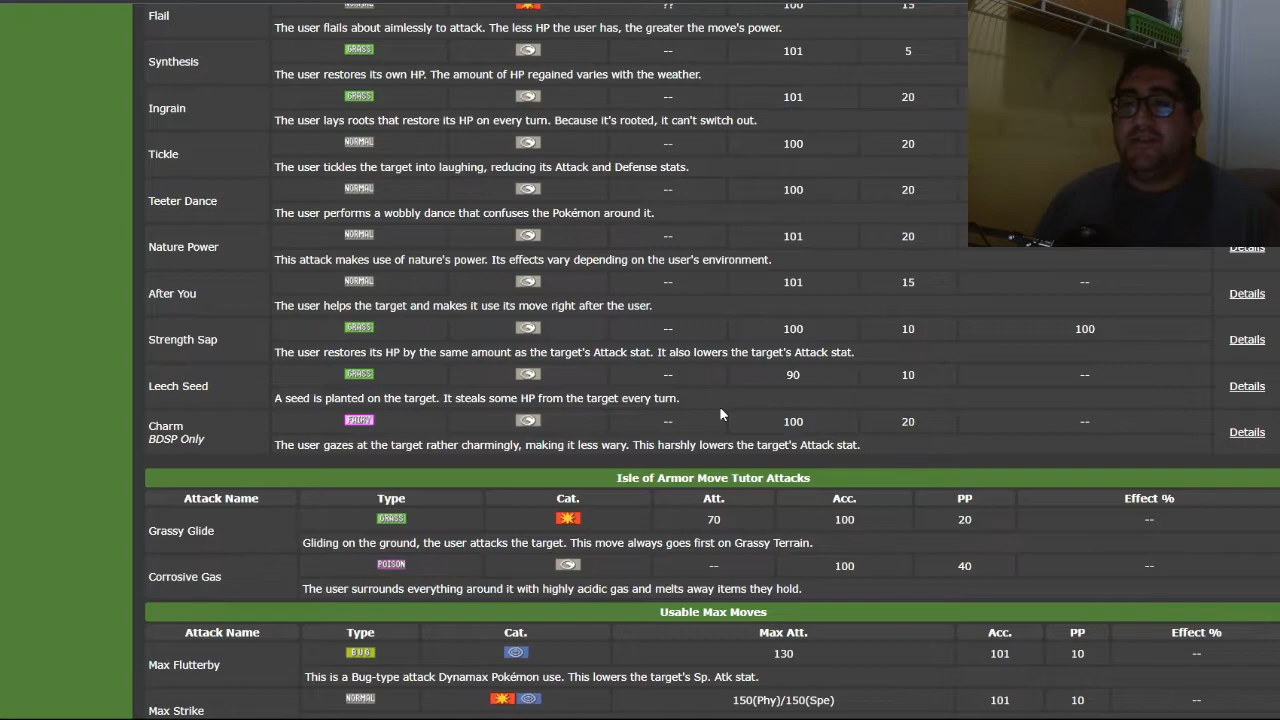 Flail ?? 100 15
The user flails about aimlessly to attack. The less HP the user has, the greater the move's power.
Synthesis GRASS -- 101 5
The user restores its own HP. The amount of HP regained varies with the weather.
Ingrain GRASS -- 101 20
The user lays roots that restore its HP on every turn. Because it's rooted, it can't switch out.
Tickle NORMAL -- 100 20
The user tickles the target into laughing, reducing its Attack and Defense stats.
Teeter Dance NORMAL -- 100 20
The user performs a wobbly dance that confuses the Pokémon around it.
Nature Power NORMAL -- 101 20 Details
This attack makes use of nature's power. Its effects vary depending on the user's environment.
After You NORMAL -- 101 15 -- Details
The user helps the target and makes it use its move right after the user.
Strength Sap GRASS -- 100 10 100 Details
The user restores its HP by the same amount as the target's Attack stat. It also lowers the target's Attack stat.
Leech Seed GRASS -- 90 10 -- Details
A seed is planted on the target. It steals some HP from the target every turn.
Charm FAIRY -- 100 20 -- Details
BDSP Only
The user gazes at the target rather charmingly, making it less wary. This harshly lowers the target's Attack stat.
Isle of Armor Move Tutor Attacks
Attack Name Type Cat. Att. Acc. PP Effect %
Grassy Glide GRASS 70 100 20 --
Gliding on the ground, the user attacks the target. This move always goes first on Grassy Terrain.
Corrosive Gas POISON -- 100 40 --
The user surrounds everything around it with highly acidic gas and melts away items they hold.
Usable Max Moves
Attack Name Type Cat. Max Att. Acc. PP Effect %
Max Flutterby BUG 130 101 10 --
This is a Bug-type attack Dynamax Pokémon use. This lowers the target's Sp. Atk stat.
Max Strike NORMAL 150(Phy)/150(Spe) 101 10 --